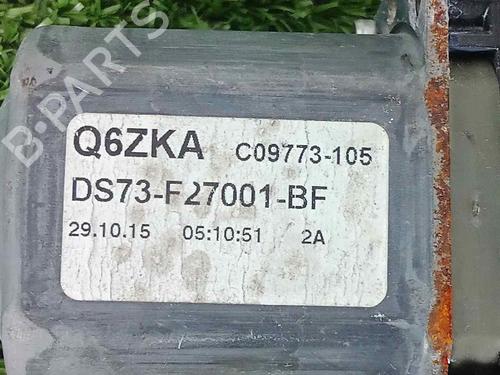 B-PARTS
Q6ZKA C09773-105
DS73-F27001-BF
29.10.15 05:10:51 2A